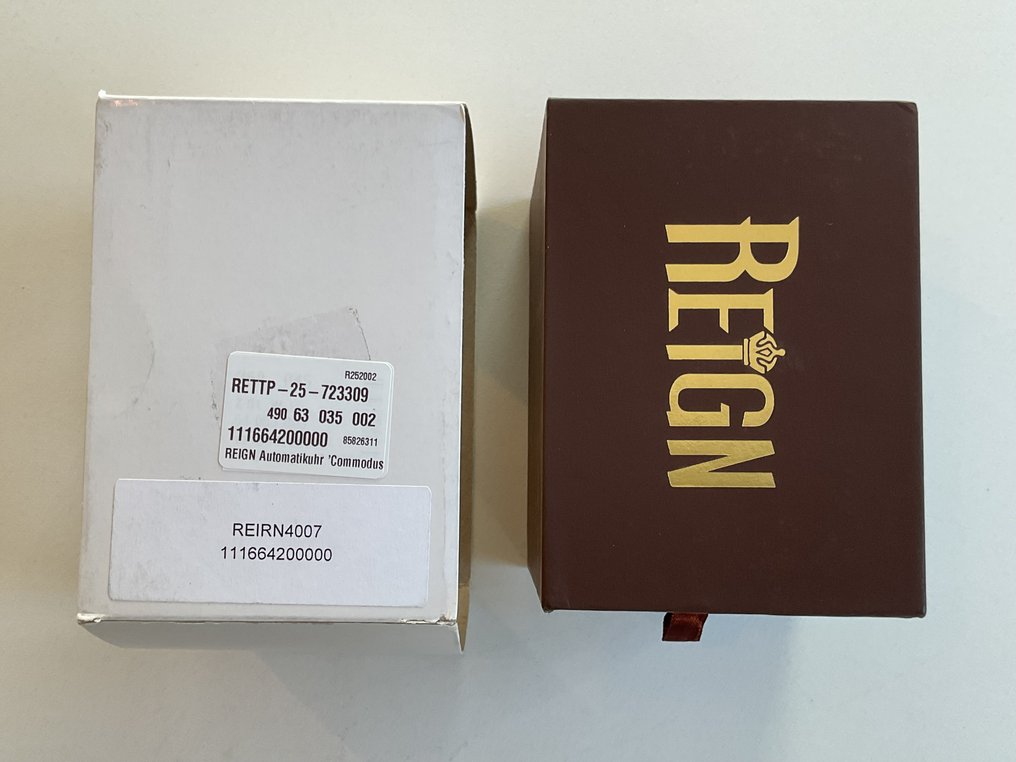 R252002
RETTP-25-723309
490 63 035 002
111664200000 85826311
REIGN Automatikuhr 'Commodus
REIRN4007
111664200000
REIGN